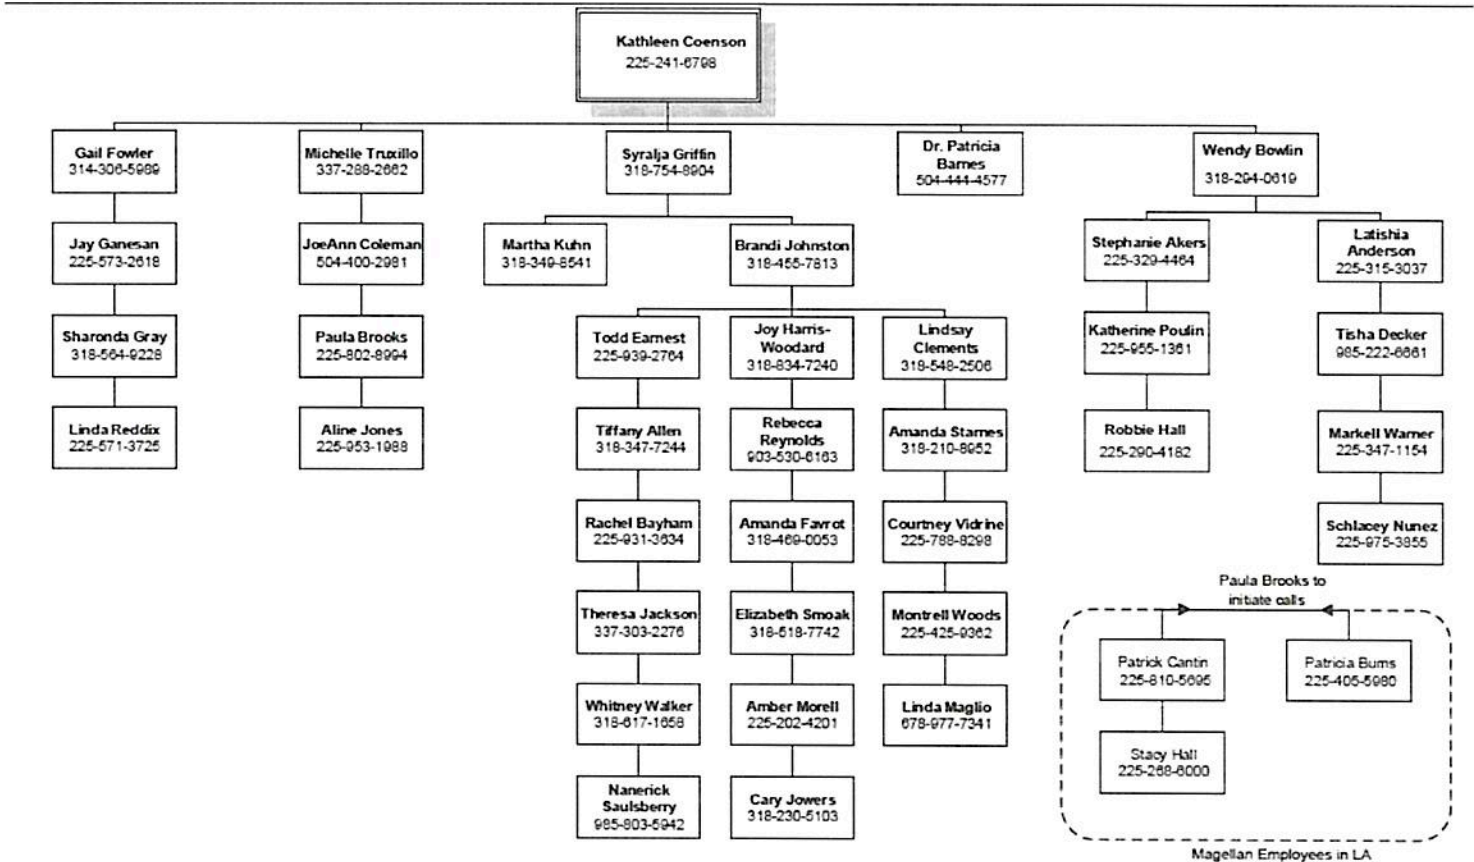 Kathleen Coenson
225-241-6798
Gail Fowler
314-306-5989
Michelle Truxillo
337-288-2662
Syralja Griffin
318-754-8904
Dr. Patricia
Barnes
504-444-4577
Wendy Bowlin
318-294-0619
Jay Ganesan
225-573-2618
JoeAnn Coleman
504-400-2981
Martha Kuhn
318-349-8541
Brandi Johnston
318-455-7813
Stephanie Akers
225-329-4464
Latishia
Anderson
225-315-3037
Sharonda Gray
318-564-9228
Paula Brooks
225-802-8994
Todd Earnest
225-939-2764
Joy Harris-
Woodard
318-834-7240
Lindsay
Clements
318-548-2506
Katherine Poulin
225-955-1361
Tisha Decker
985-222-6661
Linda Reddix
225-571-3725
Aline Jones
225-953-1988
Tiffany Allen
318-347-7244
Rebecca
Reynolds
903-530-6163
Amanda Starnes
318-210-8952
Robbie Hall
225-290-4182
Markell Warner
225-347-1154
Rachel Bayham
225-931-3634
Amanda Favrot
318-469-0053
Courtney Vidrine
225-788-8298
Schlacey Nunez
225-975-3855
Theresa Jackson
337-303-2276
Elizabeth Smoak
318-518-7742
Montrell Woods
225-425-9362
Paula Brooks to
initiate calls
Patrick Cantin
225-810-5695
Patricia Burns
225-405-5980
Whitney Walker
318-617-1658
Amber Morell
225-202-4201
Linda Maglio
678-977-7341
Stacy Hall
225-268-6000
Nanerick
Saulsberry
985-803-5942
Cary Jowers
318-230-5103
Magellan Employees in LA